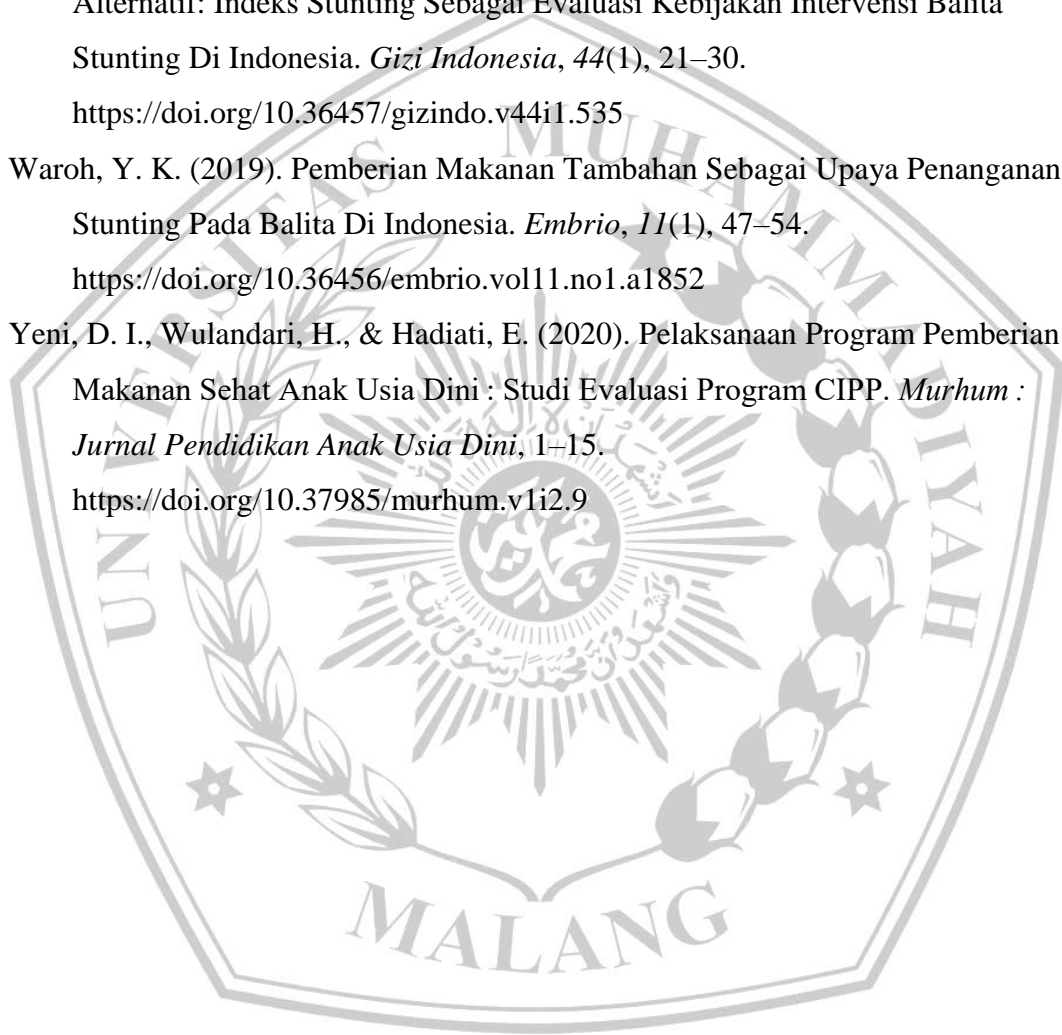 Alternatif: Indeks Stunting Sebagai Evaluasi Kebijakan Intervensi Balita
Stunting Di Indonesia. Gizi Indonesia, 44(1), 21–30.
https://doi.org/10.36457/gizindo.v44i1.535
Waroh, Y. K. (2019). Pemberian Makanan Tambahan Sebagai Upaya Penanganan
Stunting Pada Balita Di Indonesia. Embrio, 11(1), 47–54.
https://doi.org/10.36456/embrio.vol11.no1.a1852
Yeni, D. I., Wulandari, H., & Hadiati, E. (2020). Pelaksanaan Program Pemberian
Makanan Sehat Anak Usia Dini : Studi Evaluasi Program CIPP. Murhum :
Jurnal Pendidikan Anak Usia Dini, 1–15.
https://doi.org/10.37985/murhum.v1i2.9
UNIVERSITAS MUHAMMADIYAH
MALANG